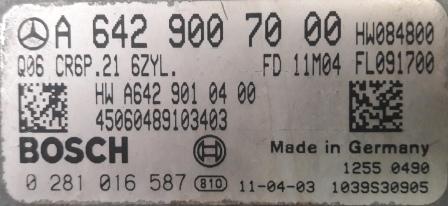 A 642 900 70 00 HW084800
Q06 CR6P.21 6ZYL. FD 11M04 FL091700
HW A642 901 04 00
45060489103403
BOSCH Made in Germany
1255 0490
0 281 016 587 810 11-04-03 1039S30905